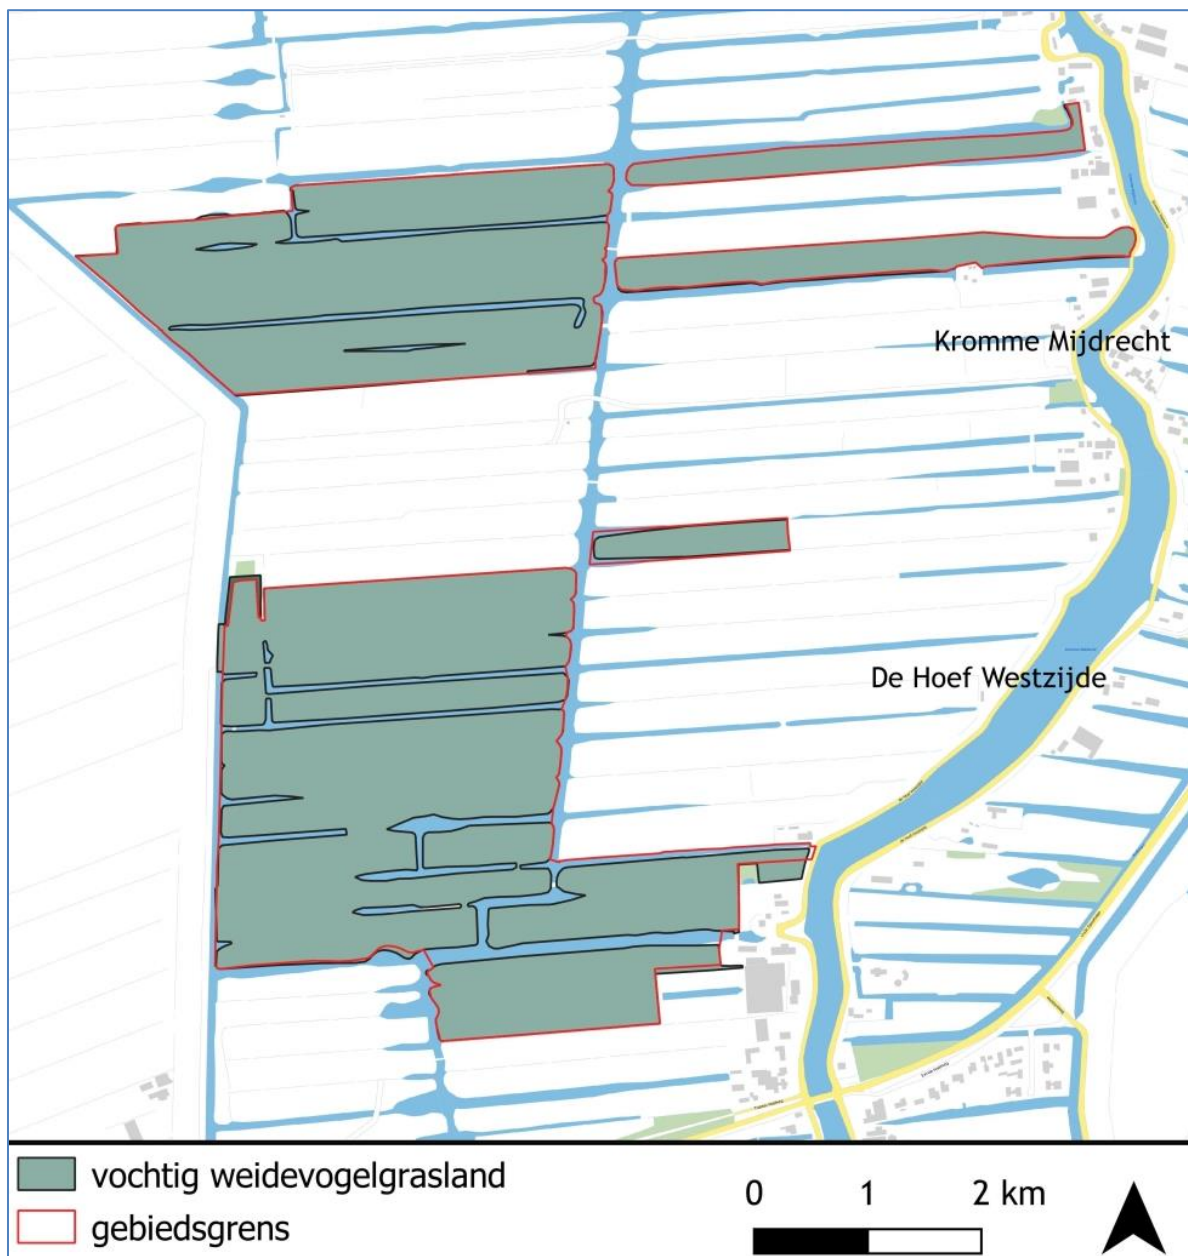 Kromme Mijdrecht
De Hoef Westzijde
vochtig weidevogelgrasland
gebiedsgrens
0 1 2 km